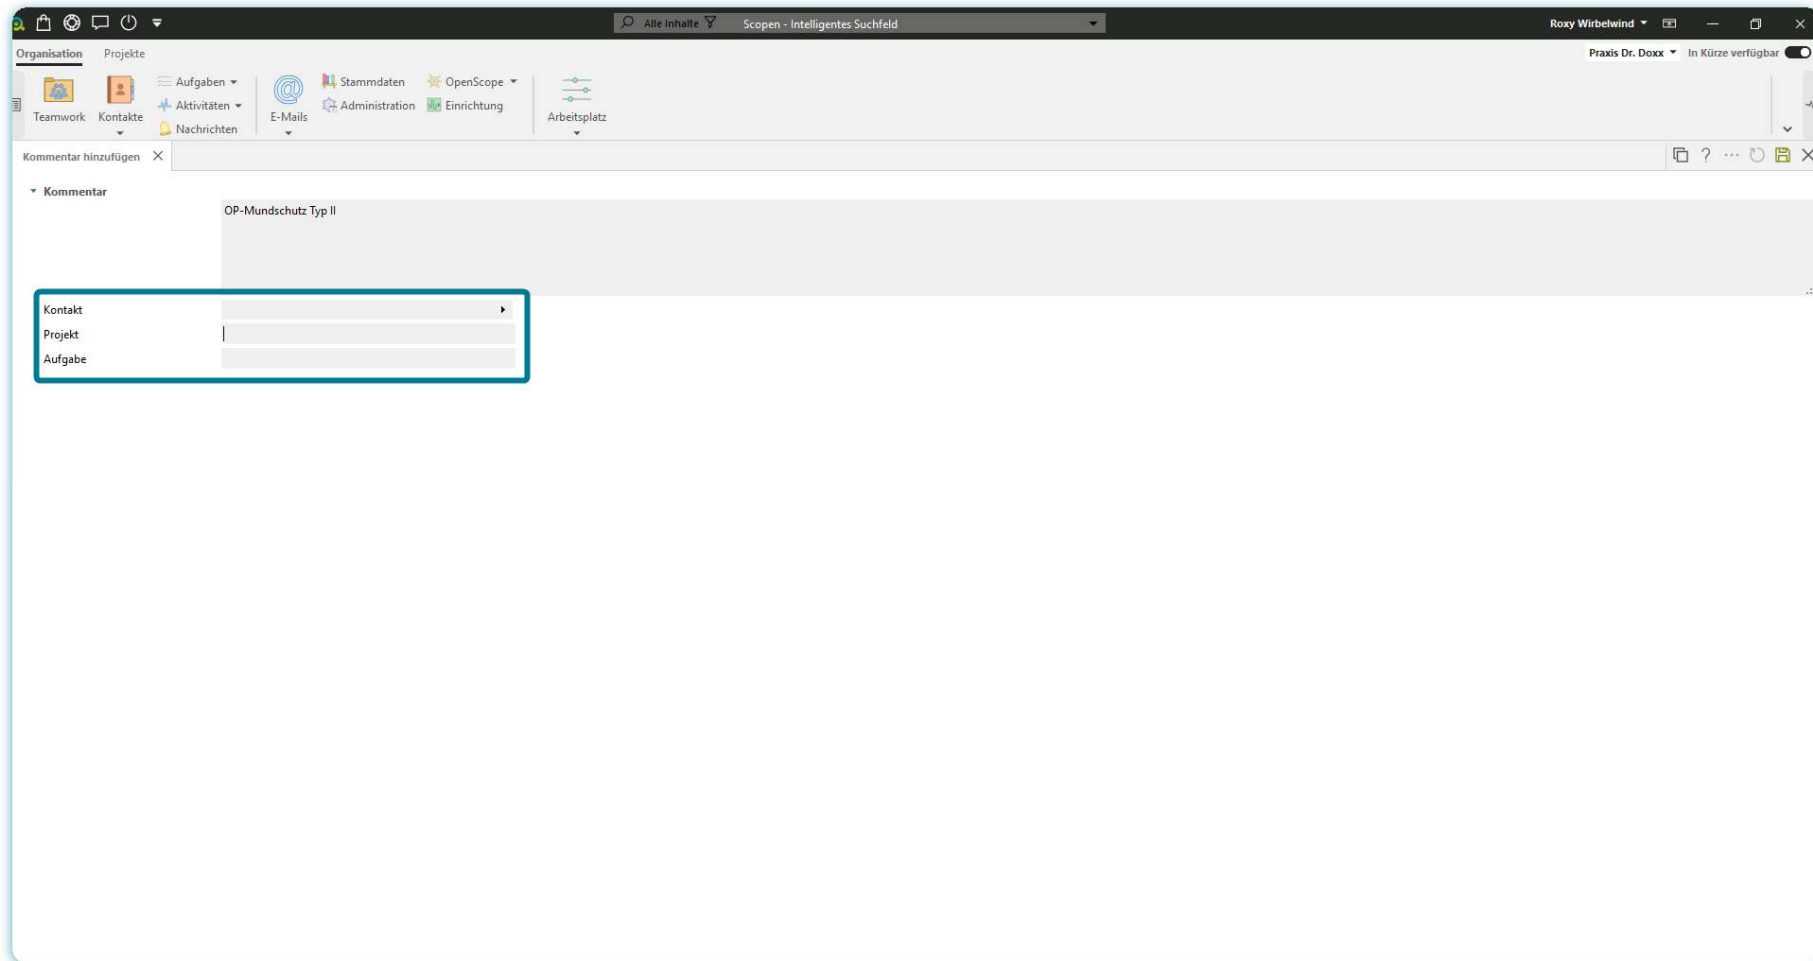 Alle Inhalte Scopen - Intelligentes Suchfeld Roxy Wirbelwind
Organisation Projekte Praxis Dr. Doxx In Kürze verfügbar
Teamwork
Kontakte
Aufgaben
Aktivitäten
Nachrichten
E-Mails
Stammdaten
Administration
OpenScope
Einrichtung
Arbeitsplatz
Kommentar hinzufügen
Kommentar
OP-Mundschutz Typ II
Kontakt
Projekt
Aufgabe